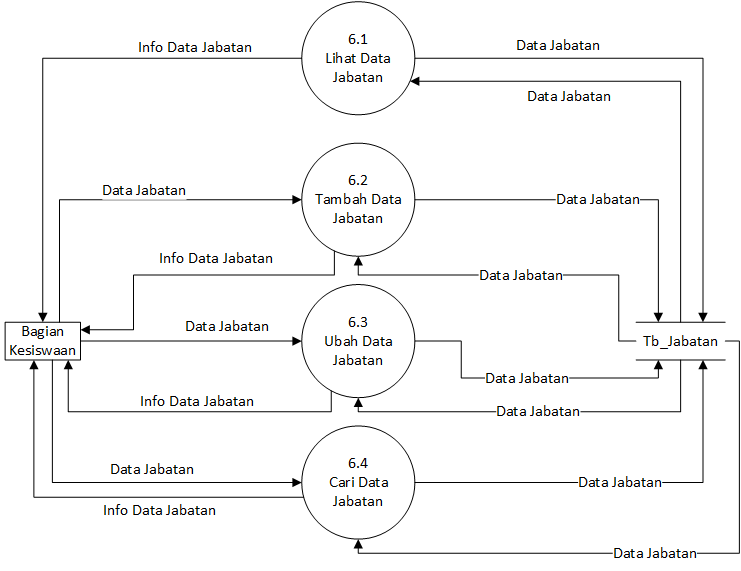 6.1
Lihat Data
Jabatan
Info Data Jabatan
Data Jabatan
Data Jabatan
6.2
Tambah Data
Jabatan
Data Jabatan
Data Jabatan
Info Data Jabatan
Data Jabatan
Bagian
Kesiswaan
Data Jabatan
6.3
Ubah Data
Jabatan
Tb_Jabatan
Data Jabatan
Info Data Jabatan
Data Jabatan
6.4
Cari Data
Jabatan
Data Jabatan
Data Jabatan
Info Data Jabatan
Data Jabatan